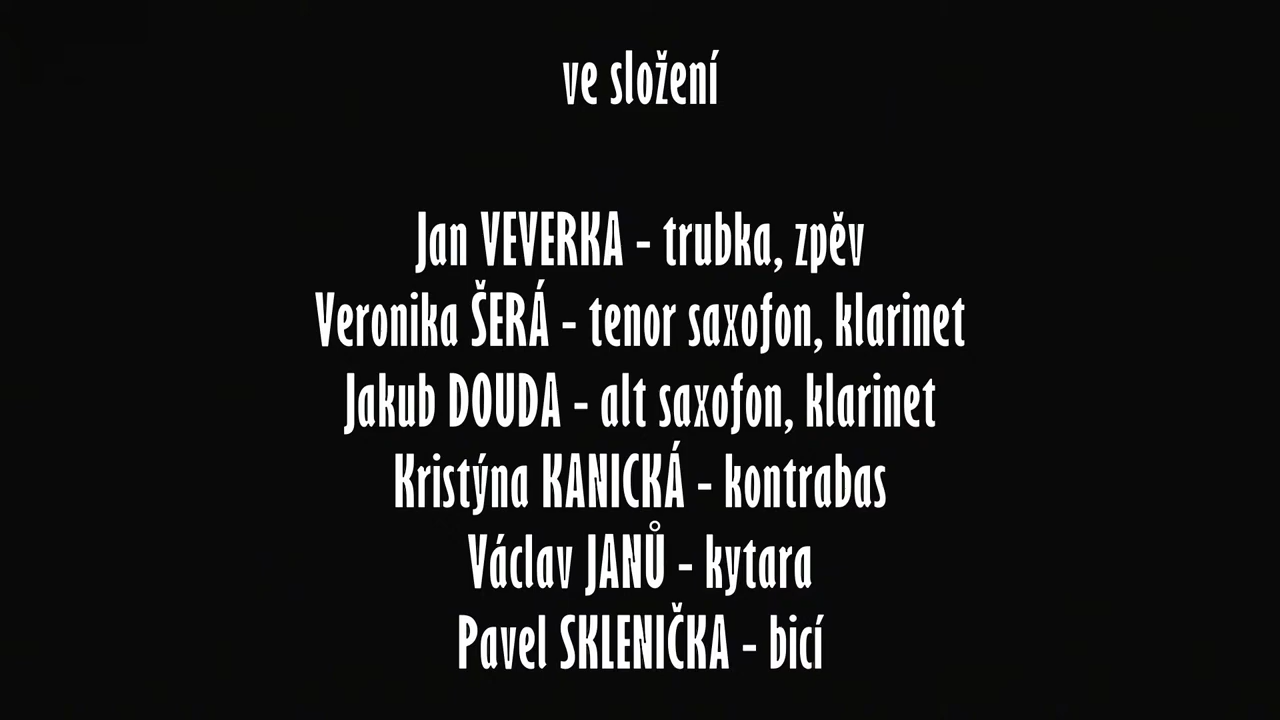 ve složení
Jan VEVERKA - trubka, zpěv
Veronika ŠERÁ - tenor saxofon, klarinet
Jakub DOUDA - alt saxofon, klarinet
Kristýna KANICKÁ - kontrabas
Václav JANŮ - kytara
Pavel SKLENIČKA - bicí